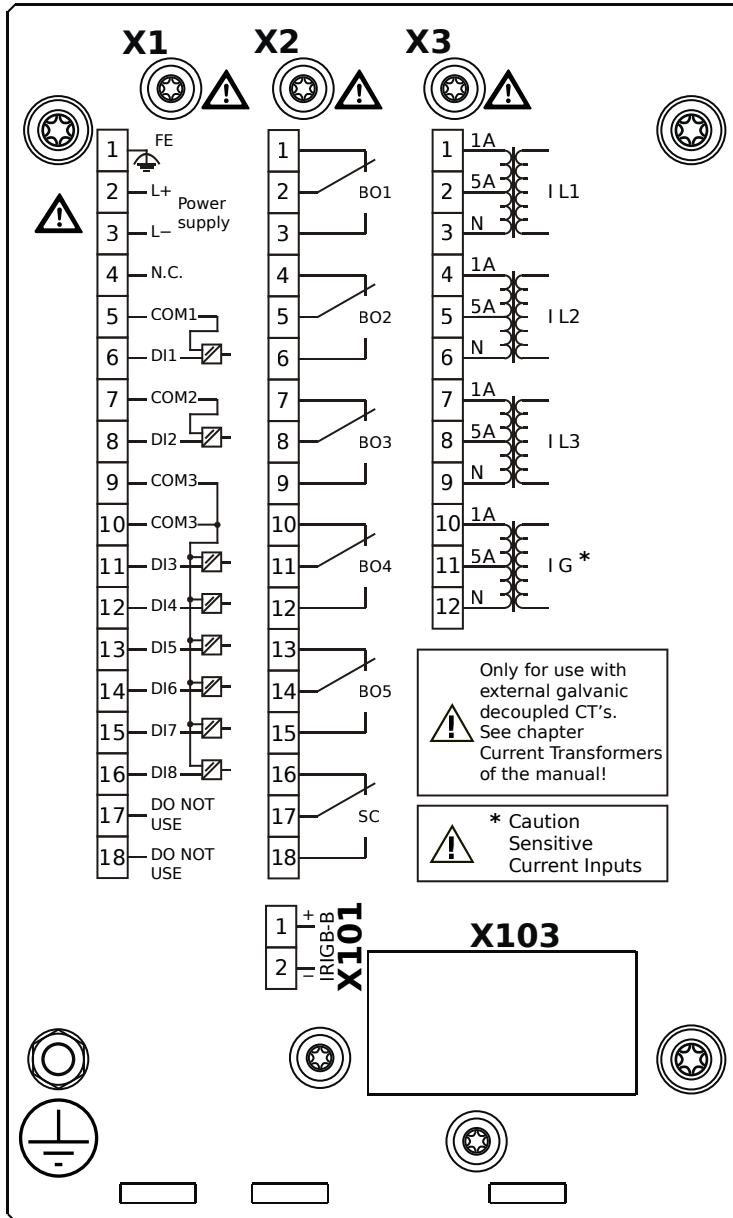 X1
X2
X3
1 FE
2 L+
Power
supply
3 L−
4 N.C.
5 COM1
6 DI1
7 COM2
8 DI2
9 COM3
10 COM3
11 DI3
12 DI4
13 DI5
14 DI6
15 DI7
16 DI8
17 DO NOT
USE
18 DO NOT
USE
1
2 BO1
3
4
5 BO2
6
7
8 BO3
9
10
11 BO4
12
13
14 BO5
15
16
17 SC
18
1 1A
2 5A I L1
3 N
4 1A
5 5A I L2
6 N
7 1A
8 5A I L3
9 N
10 1A
11 5A I G *
12 N
Only for use with
external galvanic
decoupled CT’s.
See chapter
Current Transformers
of the manual!
* Caution
Sensitive
Current Inputs
1 +
2 −
IRIGB-B
X101
X103